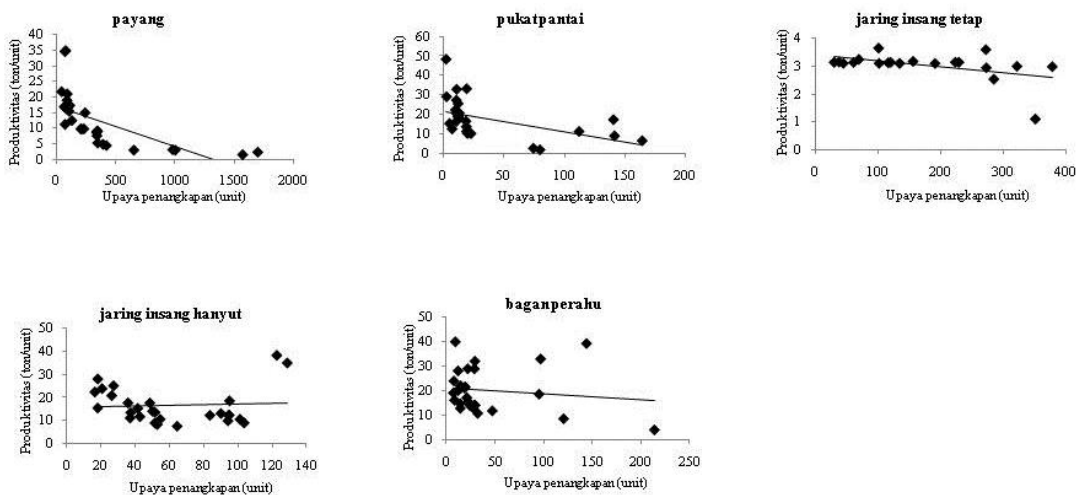 payang
Produktivitas (ton/unit)
40
35
30
25
20
15
10
5
0
0 500 1000 1500 2000
Upaya penangkapan (unit)
pukat pantai
Produktivitas (ton/unit)
60
50
40
30
20
10
0
0 50 100 150 200
Upaya penangkapan (unit)
jaring insang tetap
Produktivitas (ton/unit)
4
3
2
1
0
0 100 200 300 400
Upaya penangkapan (unit)
jaring insang hanyut
Produktivitas (ton/unit)
50
40
30
20
10
0
0 20 40 60 80 100 120 140
Upaya penangkapan (unit)
bagan perahu
Produktivitas (ton/unit)
50
40
30
20
10
0
0 50 100 150 200 250
Upaya penangkapan (unit)